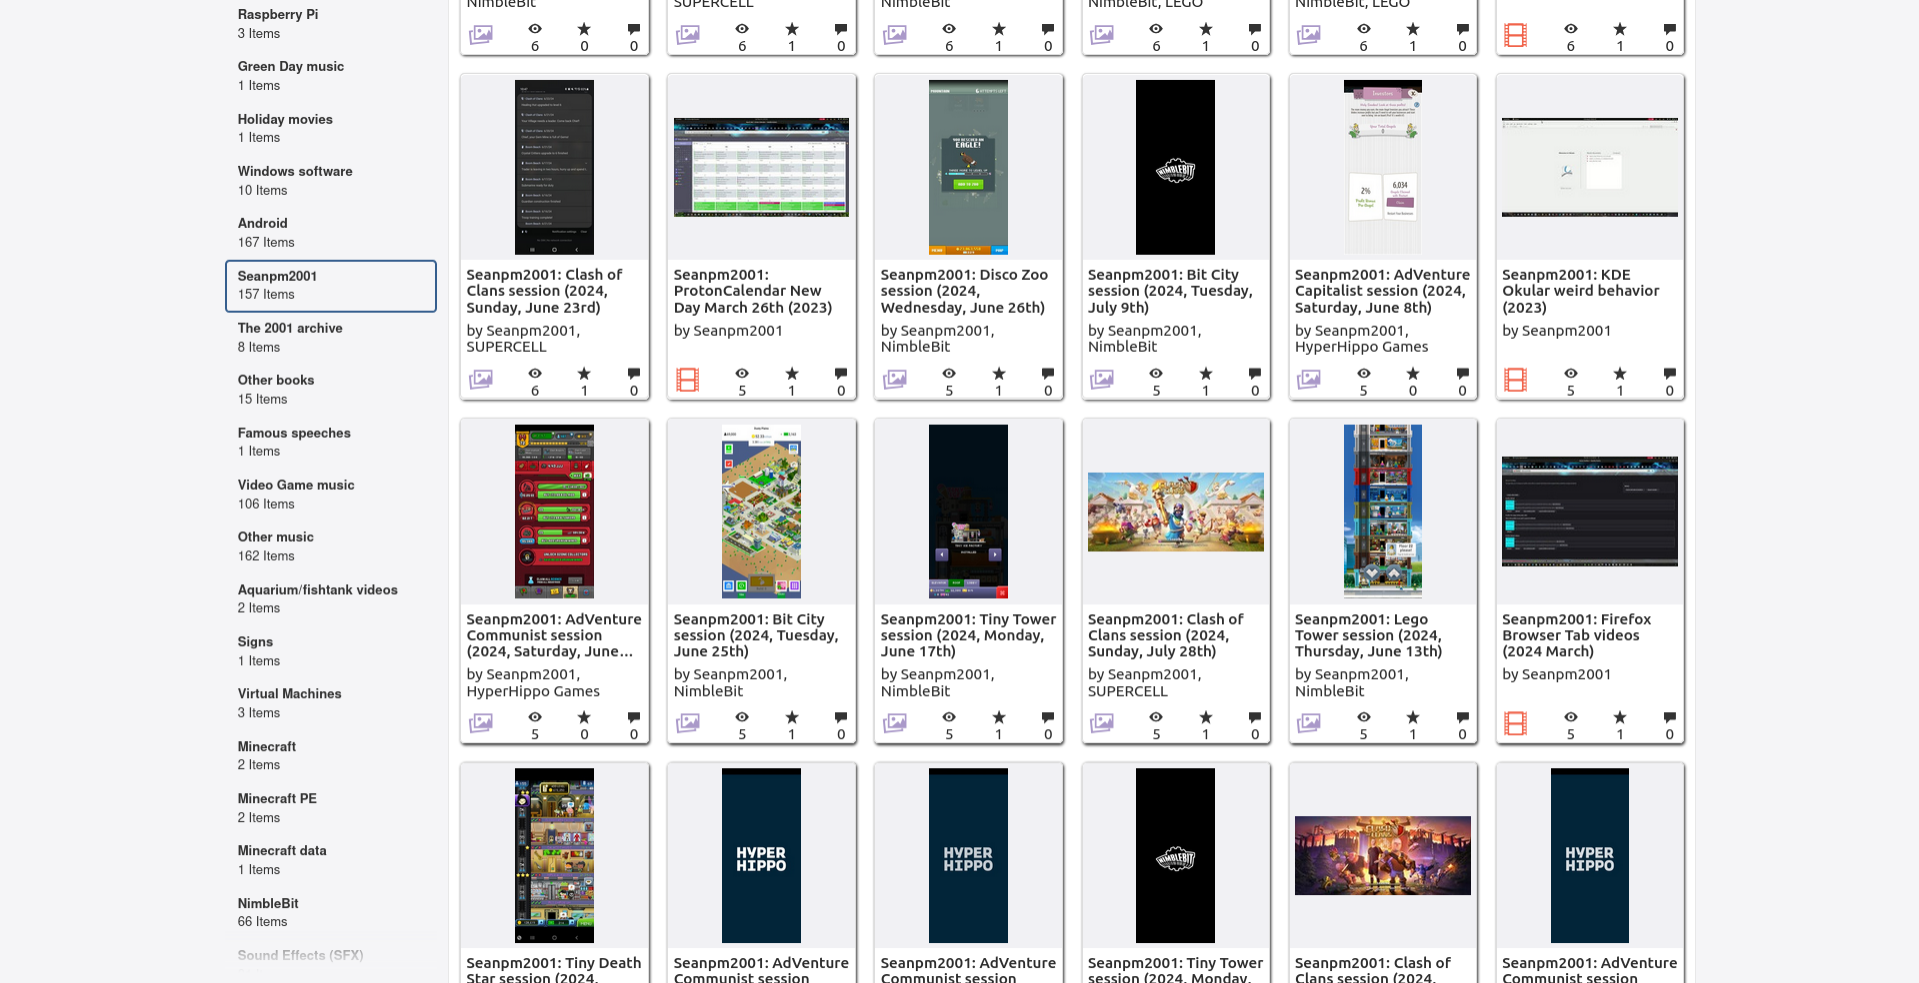 Raspberry Pi
3 Items
Green Day music
1 Items
Holiday movies
1 Items
Windows software
10 Items
Android
167 Items
Seanpm2001
157 Items
The 2001 archive
8 Items
Other books
15 Items
Famous speeches
1 Items
Video Game music
106 Items
Other music
162 Items
Aquarium/fishtank videos
2 Items
Signs
1 Items
Virtual Machines
3 Items
Minecraft
2 Items
Minecraft PE
2 Items
Minecraft data
1 Items
NimbleBit
66 Items
Sound Effects (SFX)
NimbleBit
6 0 0
SUPERCELL
6 1 0
NimbleBit
6 1 0
NimbleBit, LEGO
6 1 0
NimbleBit, LEGO
6 1 0
6 1 0
Seanpm2001: Clash of
Clans session (2024,
Sunday, June 23rd)
by Seanpm2001,
SUPERCELL
6 1 0
Seanpm2001:
ProtonCalendar New
Day March 26th (2023)
by Seanpm2001
5 1 0
EAGLE!
Seanpm2001: Disco Zoo
session (2024,
Wednesday, June 26th)
by Seanpm2001,
NimbleBit
5 1 0
NIMBLEBIT
Seanpm2001: Bit City
session (2024, Tuesday,
July 9th)
by Seanpm2001,
NimbleBit
5 1 0
2%
6,034
Seanpm2001: AdVenture
Capitalist session (2024,
Saturday, June 8th)
by Seanpm2001,
HyperHippo Games
5 0 0
Seanpm2001: KDE
Okular weird behavior
(2023)
by Seanpm2001
5 1 0
Seanpm2001: AdVenture
Communist session
(2024, Saturday, June...
by Seanpm2001,
HyperHippo Games
5 0 0
Seanpm2001: Bit City
session (2024, Tuesday,
June 25th)
by Seanpm2001,
NimbleBit
5 1 0
Seanpm2001: Tiny Tower
session (2024, Monday,
June 17th)
by Seanpm2001,
NimbleBit
5 1 0
Seanpm2001: Clash of
Clans session (2024,
Sunday, July 28th)
by Seanpm2001,
SUPERCELL
5 1 0
Seanpm2001: Lego
Tower session (2024,
Thursday, June 13th)
by Seanpm2001,
NimbleBit
5 1 0
Seanpm2001: Firefox
Browser Tab videos
(2024 March)
by Seanpm2001
5 1 0
Seanpm2001: Tiny Death
Star session (2024,
HYPER
HIPPO
Seanpm2001: AdVenture
Communist session
HYPER
HIPPO
Seanpm2001: AdVenture
Communist session
NIMBLEBIT
Seanpm2001: Tiny Tower
session (2024, Monday,
Seanpm2001: Clash of
Clans session (2024,
HYPER
HIPPO
Seanpm2001: AdVenture
Communist session